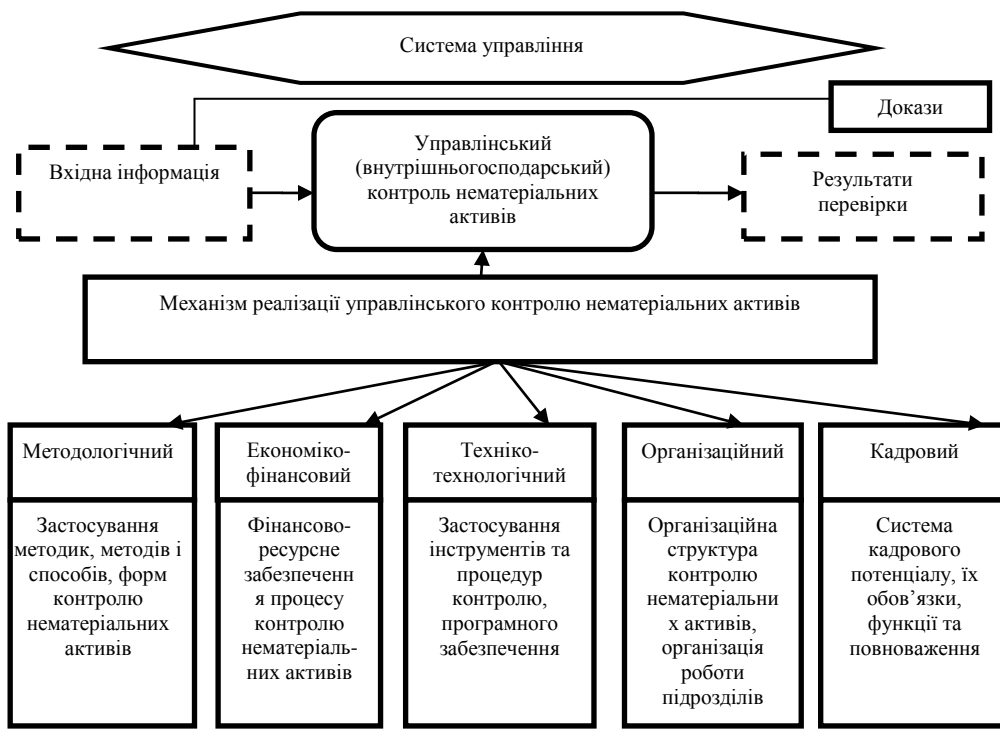 Система управління
Докази
Вхідна інформація
Управлінський
(внутрішньогосподарський)
контроль нематеріальних
активів
Результати
перевірки
Механізм реалізації управлінського контролю нематеріальних активів
Методологічний
Економіко-
фінансовий
Техніко-
технологічний
Організаційний
Кадровий
Застосування
методик, методів і
способів, форм
контролю
нематеріальних
активів
Фінансово-
ресурсне
забезпеченн
я процесу
контролю
нематеріаль-
них активів
Застосування
інструментів та
процедур
контролю,
програмного
забезпечення
Організаційна
структура
контролю
нематеріальни
х активів,
організація
роботи
підрозділів
Система
кадрового
потенціалу, їх
обов’язки,
функції та
повноваження